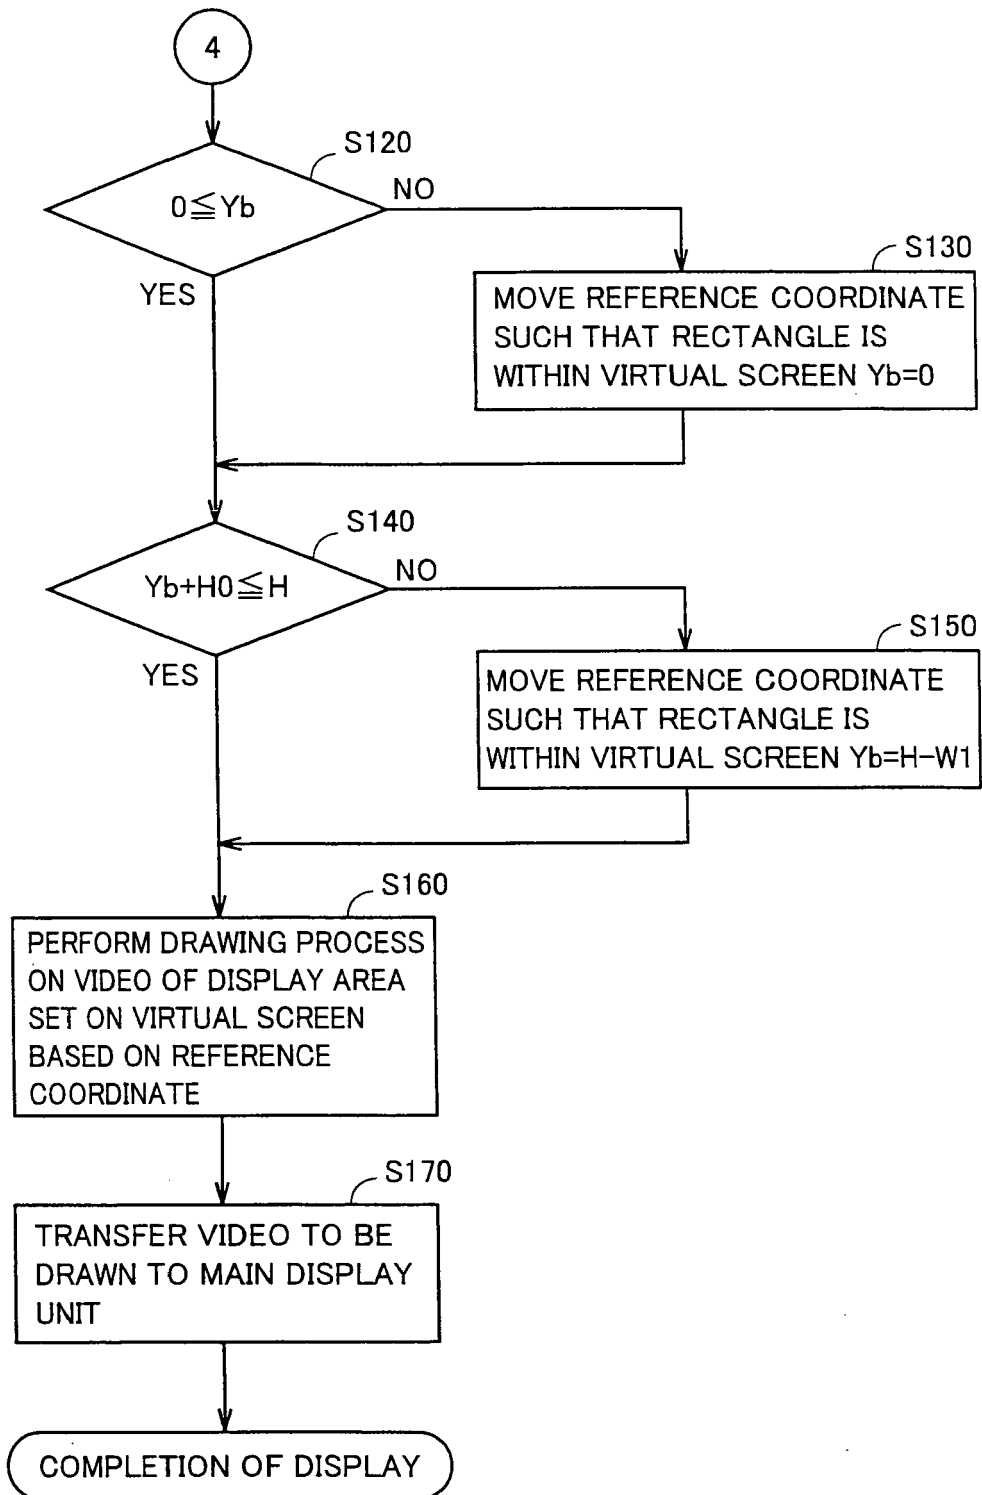 4
S120
0≦Yb
NO
YES
S130
MOVE REFERENCE COORDINATE
SUCH THAT RECTANGLE IS
WITHIN VIRTUAL SCREEN Yb=0
S140
Yb+H0≦H
NO
YES
S150
MOVE REFERENCE COORDINATE
SUCH THAT RECTANGLE IS
WITHIN VIRTUAL SCREEN Yb=H-W1
S160
PERFORM DRAWING PROCESS
ON VIDEO OF DISPLAY AREA
SET ON VIRTUAL SCREEN
BASED ON REFERENCE
COORDINATE
S170
TRANSFER VIDEO TO BE
DRAWN TO MAIN DISPLAY
UNIT
COMPLETION OF DISPLAY